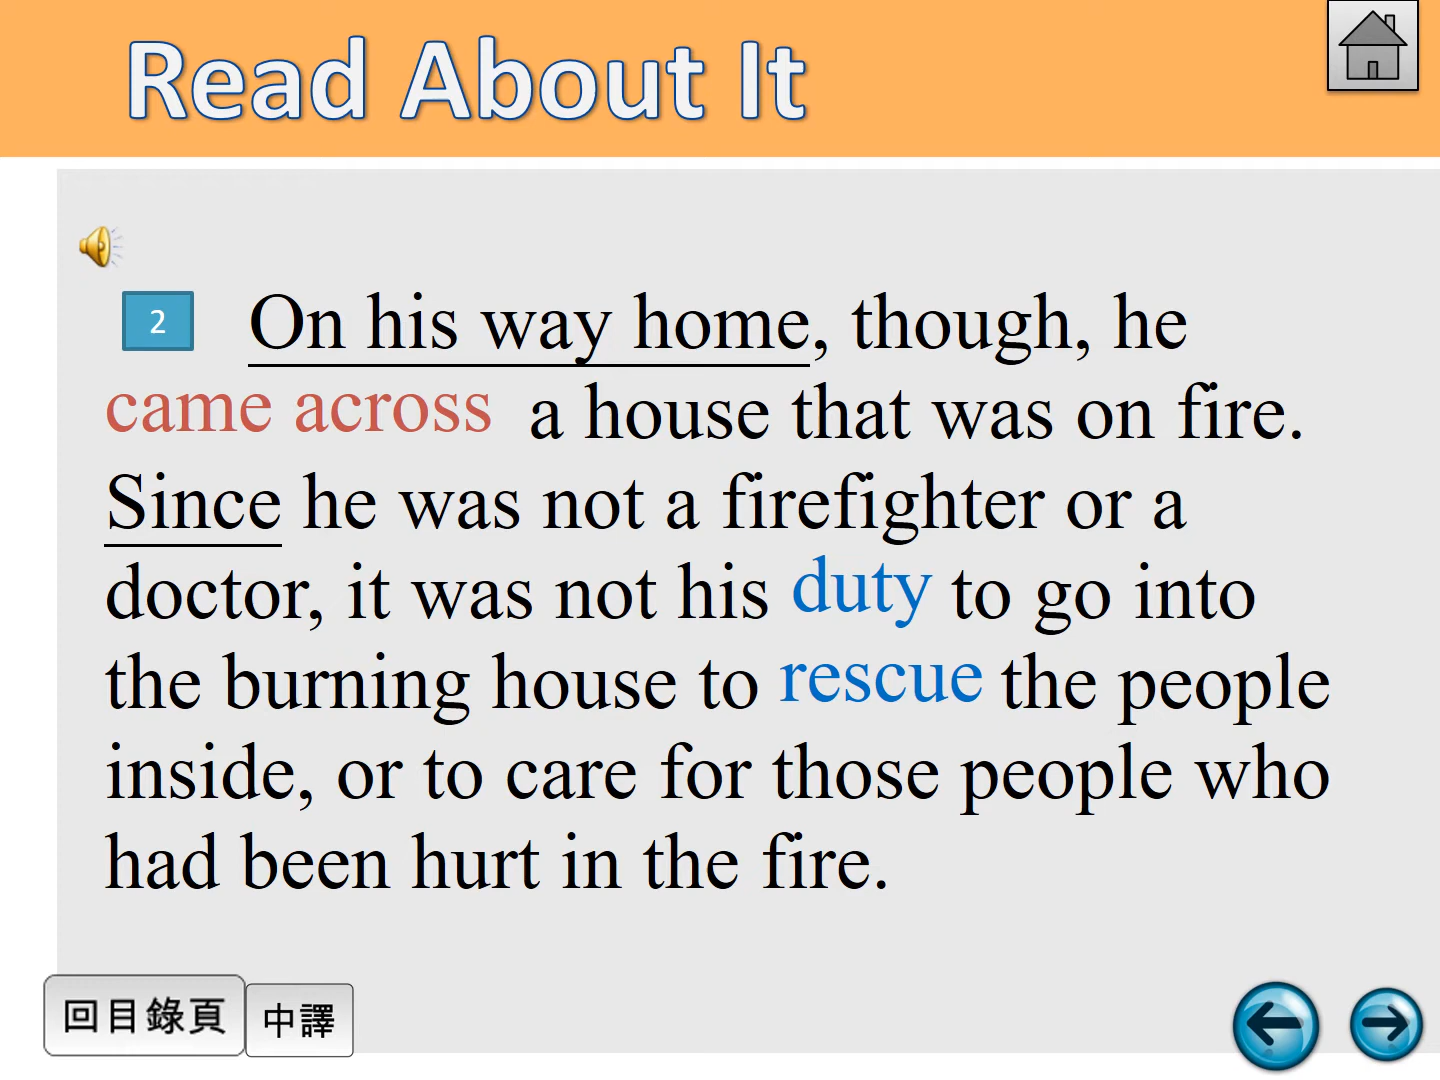 Read About It
2 On his way home, though, he
came across a house that was on fire.
Since he was not a firefighter or a
doctor, it was not his duty to go into
the burning house to rescue the people
inside, or to care for those people who
had been hurt in the fire.
回目錄頁 中譯